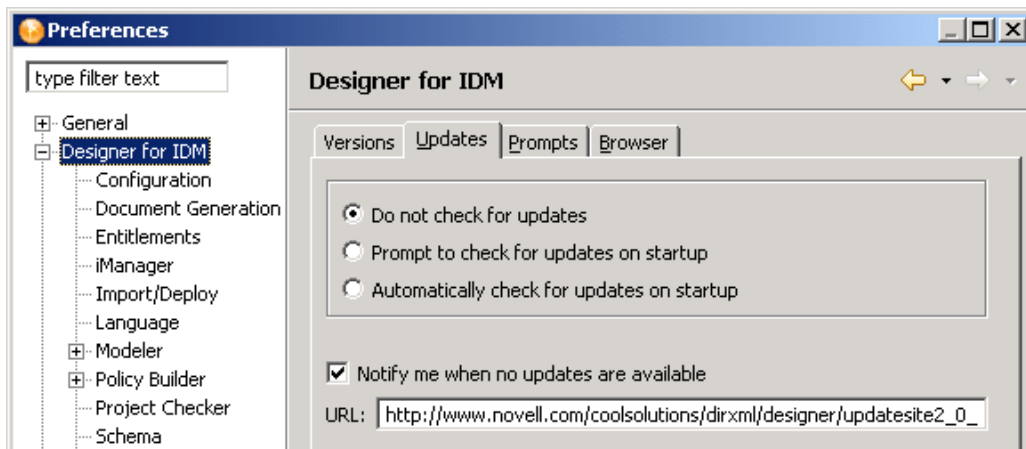 Preferences
type filter text
General
Designer for IDM
Configuration
Document Generation
Entitlements
iManager
Import/Deploy
Language
Modeler
Policy Builder
Project Checker
Schema
Designer for IDM
Versions Updates Prompts Browser
Do not check for updates
Prompt to check for updates on startup
Automatically check for updates on startup
Notify me when no updates are available
URL: http://www.novell.com/coolsolutions/dirxml/designer/updatesite2_0_